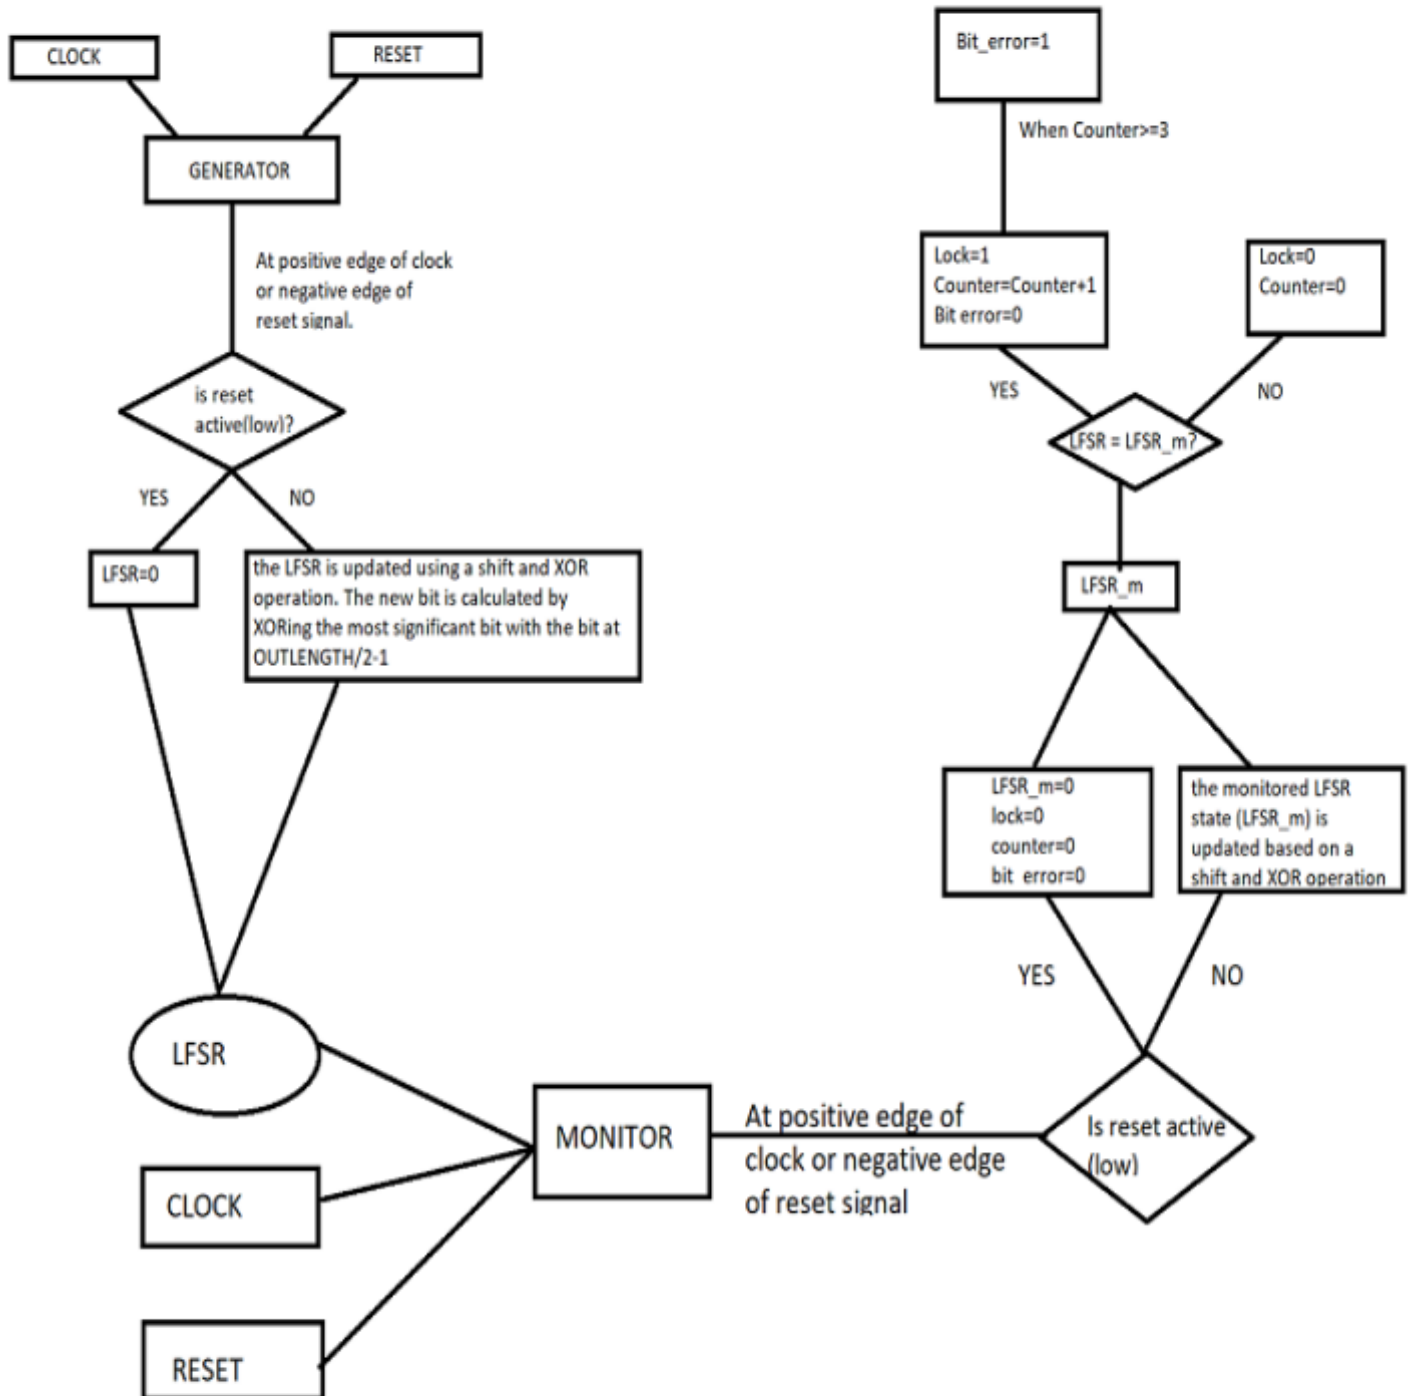 CLOCK
RESET
GENERATOR
At positive edge of clock
or negative edge of
reset signal.
is reset
active(low)?
YES
NO
LFSR=0
the LFSR is updated using a shift and XOR
operation. The new bit is calculated by
XORing the most significant bit with the bit at
OUTLENGTH/2-1
LFSR
CLOCK
RESET
MONITOR
At positive edge of
clock or negative edge
of reset signal
Is reset active
(low)
YES
NO
LFSR_m=0
lock=0
counter=0
bit_error=0
the monitored LFSR
state (LFSR_m) is
updated based on a
shift and XOR operation
LFSR_m
LFSR = LFSR_m?
YES
NO
Lock=1
Counter=Counter+1
Bit error=0
Lock=0
Counter=0
When Counter>=3
Bit_error=1